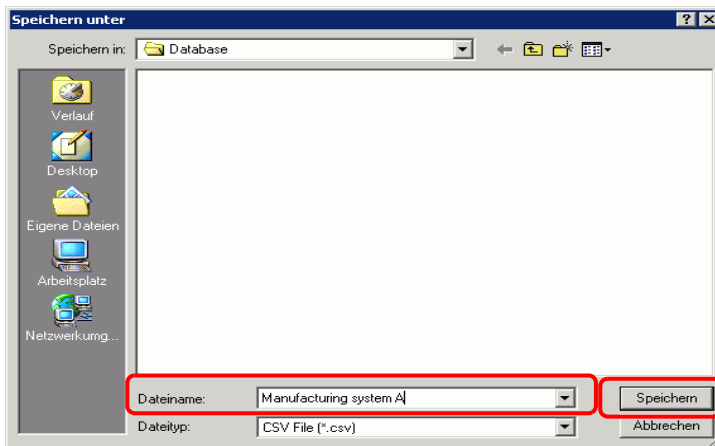 Speichern unter
Speichern in: Database
Verlauf
Desktop
Eigene Dateien
Arbeitsplatz
Netzwerkumg...
Dateiname: Manufacturing system A Speichern
Dateityp: CSV File (*.csv) Abbrechen